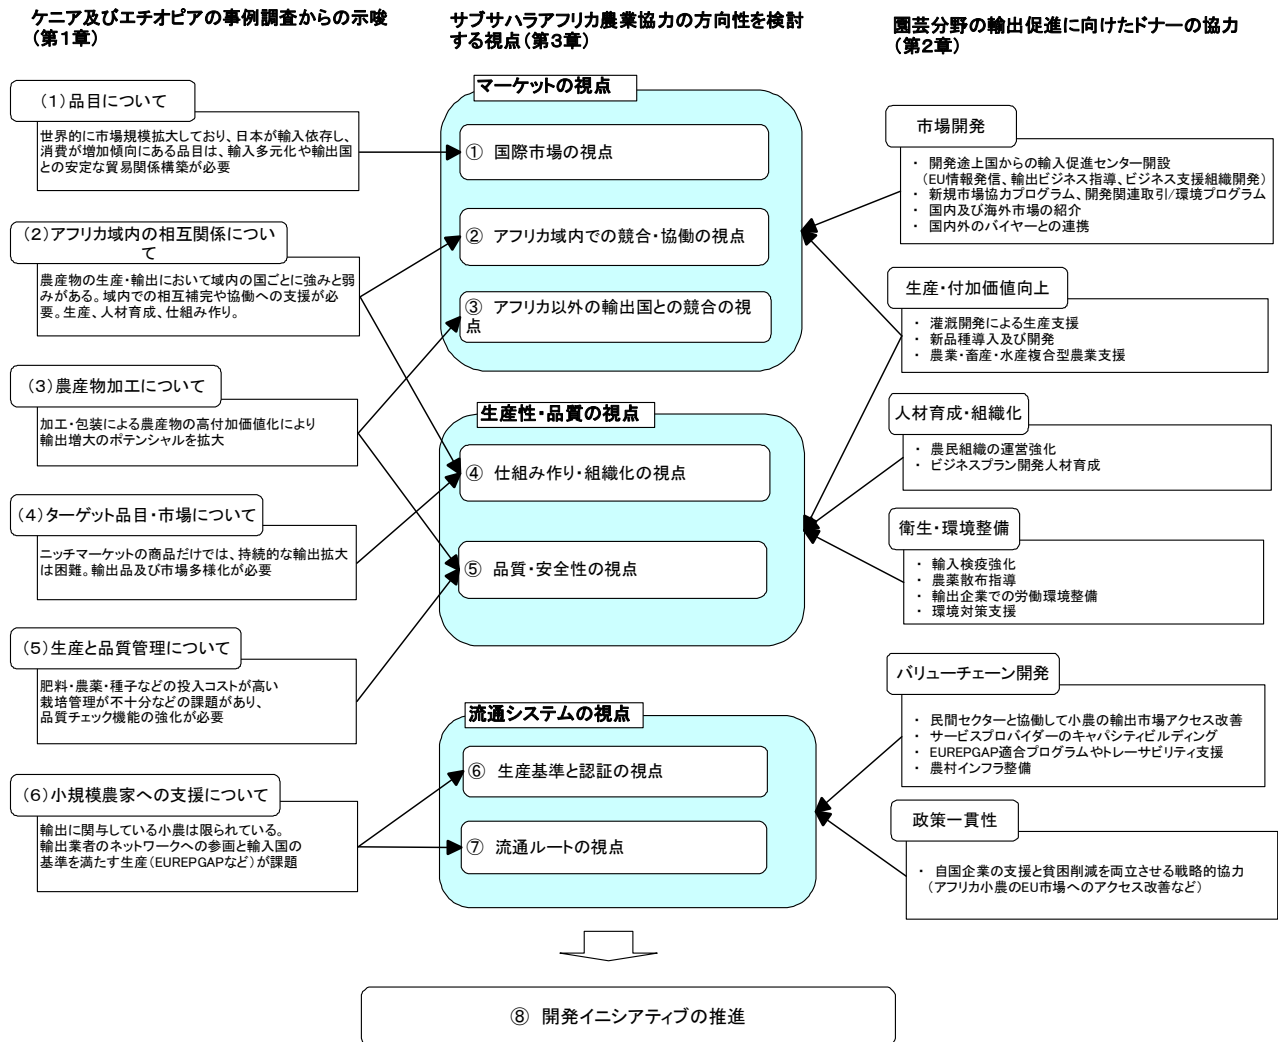 ケニア及びエチオピアの事例調査からの示唆
(第1章)
(1)品目について
世界的に市場規模拡大しており、日本が輸入依存し、
消費が増加傾向にある品目は、輸入多元化や輸出国
との安定な貿易関係構築が必要
(2)アフリカ域内の相互関係につい
て
農産物の生産・輸出において域内の国ごとに強みと弱
みがある。域内での相互補完や協働への支援が必
要。生産、人材育成、仕組み作り。
(3)農産物加工について
加工・包装による農産物の高付加価値化により
輸出増大のポテンシャルを拡大
(4)ターゲット品目・市場について
ニッチマーケットの商品だけでは、持続的な輸出拡大
は困難。輸出品及び市場多様化が必要
(5)生産と品質管理について
肥料・農薬・種子などの投入コストが高い
栽培管理が不十分などの課題があり、
品質チェック機能の強化が必要
(6)小規模農家への支援について
輸出に関与している小農は限られている。
輸出業者のネットワークへの参画と輸入国の
基準を満たす生産(EUREPGAPなど)が課題
サブサハラアフリカ農業協力の方向性を検討
する視点(第3章)
マーケットの視点
① 国際市場の視点
② アフリカ域内での競合・協働の視点
③ アフリカ以外の輸出国との競合の視
点
生産性・品質の視点
④ 仕組み作り・組織化の視点
⑤ 品質・安全性の視点
流通システムの視点
⑥ 生産基準と認証の視点
⑦ 流通ルートの視点
⑧ 開発イニシアティブの推進
園芸分野の輸出促進に向けたドナーの協力
(第2章)
市場開発
・ 開発途上国からの輸入促進センター開設
(EU情報発信、輸出ビジネス指導、ビジネス支援組織開発)
・ 新規市場協力プログラム、開発関連取引/環境プログラム
・ 国内及び海外市場の紹介
・ 国内外のバイヤーとの連携
生産・付加価値向上
・ 灌漑開発による生産支援
・ 新品種導入及び開発
・ 農業・畜産・水産複合型農業支援
人材育成・組織化
・ 農民組織の運営強化
・ ビジネスプラン開発人材育成
衛生・環境整備
・ 輸入検疫強化
・ 農薬散布指導
・ 輸出企業での労働環境整備
・ 環境対策支援
バリューチェーン開発
・ 民間セクターと協働して小農の輸出市場アクセス改善
・ サービスプロバイダーのキャパシティビルディング
・ EUREPGAP適合プログラムやトレーサビリティ支援
・ 農村インフラ整備
政策一貫性
・ 自国企業の支援と貧困削減を両立させる戦略的協力
(アフリカ小農のEU市場へのアクセス改善など)